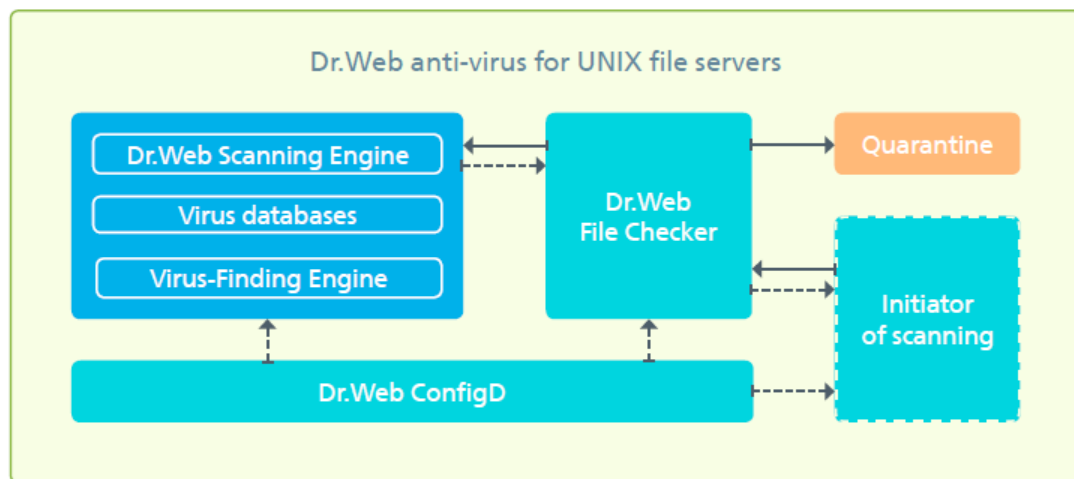 Dr.Web anti-virus for UNIX file servers
Dr.Web Scanning Engine
Virus databases
Virus-Finding Engine
Dr.Web
File Checker
Quarantine
Initiator
of scanning
Dr.Web ConfigD